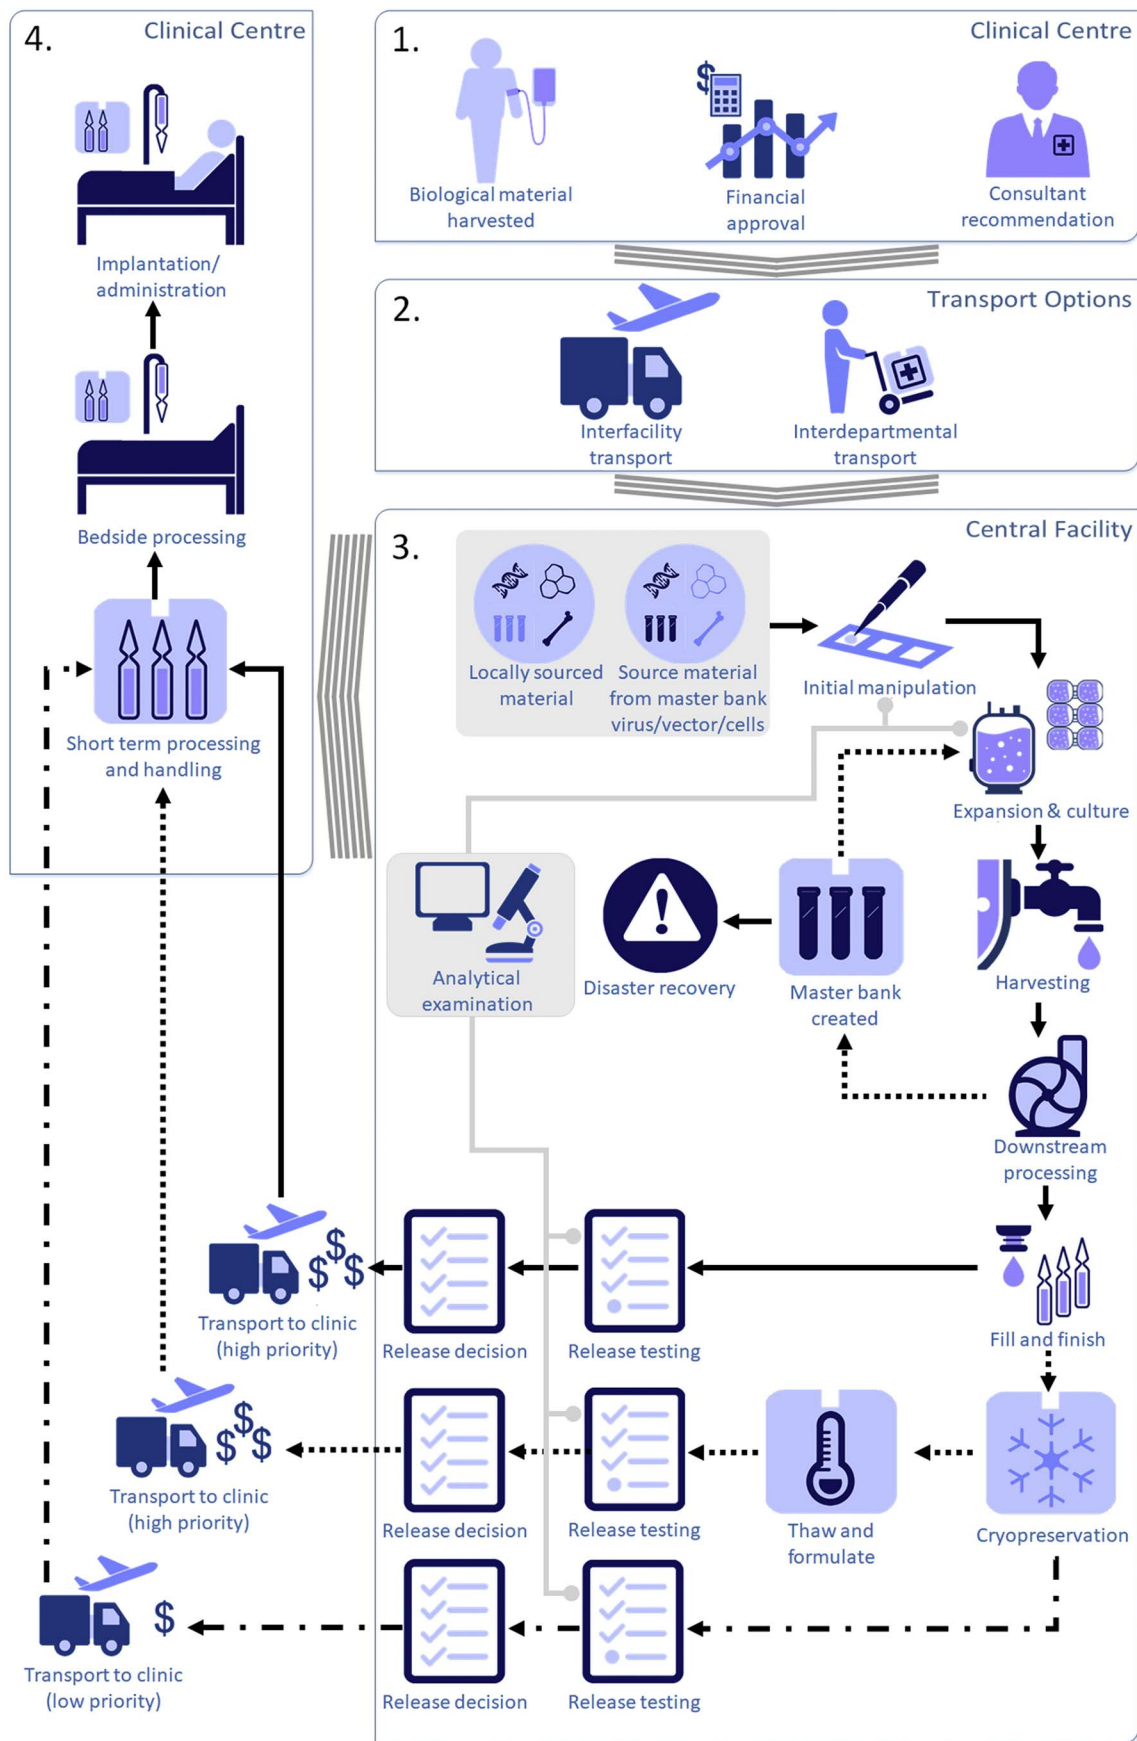 4.
Clinical Centre
Implantation/
administration
Bedside processing
Short term processing
and handling
1.
Clinical Centre
$
Biological material
harvested
Financial
approval
Consultant
recommendation
2.
Transport Options
Interfacility
transport
Interdepartmental
transport
3.
Central Facility
Locally sourced
material
Source material
from master bank
virus/vector/cells
Initial manipulation
Expansion & culture
Analytical
examination
Disaster recovery
Master bank
created
Harvesting
Downstream
processing
$$$
Transport to clinic
(high priority)
Release decision
Release testing
Fill and finish
$$$
Transport to clinic
(high priority)
Release decision
Release testing
Thaw and
formulate
Cryopreservation
$
Transport to clinic
(low priority)
Release decision
Release testing